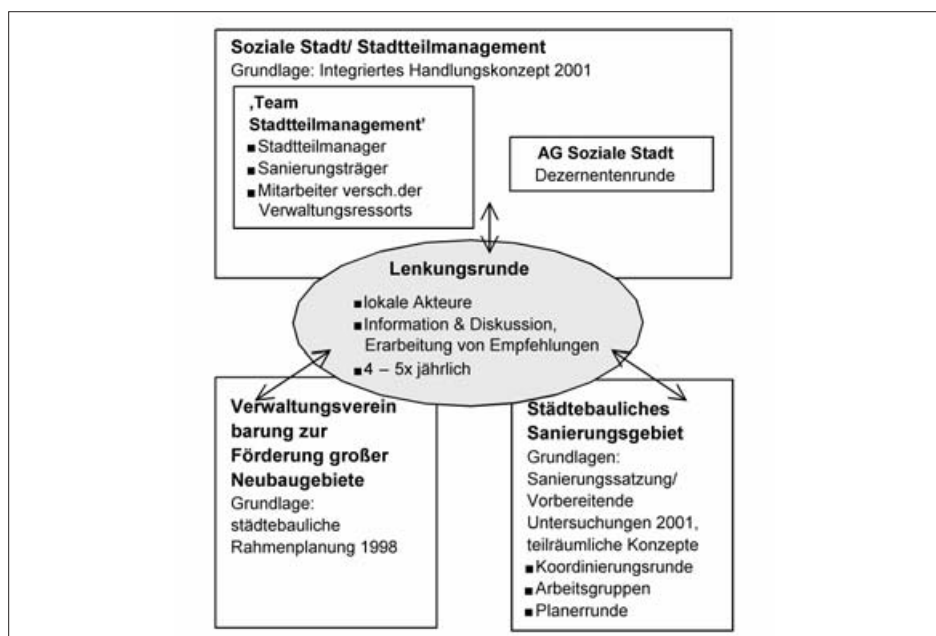 Soziale Stadt/ Stadtteilmanagement
Grundlage: Integriertes Handlungskonzept 2001
‚Team
Stadtteilmanagement’
■ Stadtteilmanager
■ Sanierungsträger
■ Mitarbeiter versch.der
Verwaltungsressorts
AG Soziale Stadt
Dezernentenrunde
Lenkungsrunde
■ lokale Akteure
■ Information & Diskussion,
Erarbeitung von Empfehlungen
■ 4 – 5x jährlich
Verwaltungsverein
barung zur
Förderung großer
Neubaugebiete
Grundlage:
städtebauliche
Rahmenplanung 1998
Städtebauliches
Sanierungsgebiet
Grundlagen:
Sanierungssatzung/
Vorbereitende
Untersuchungen 2001,
teilräumliche Konzepte
■ Koordinierungsrunde
■ Arbeitsgruppen
■ Planerrunde